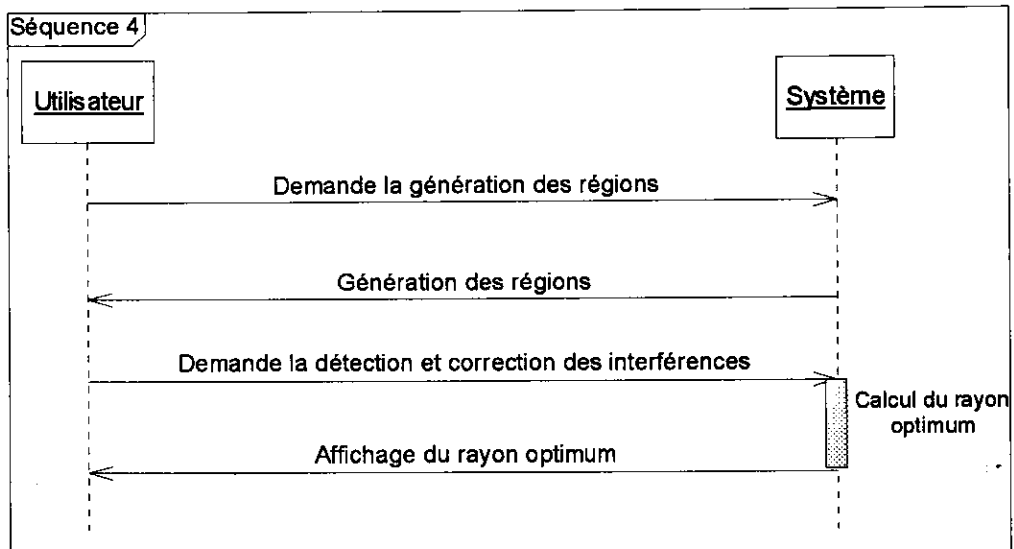 Séquence 4
Utilisateur
Système
Demande la génération des régions
Génération des régions
Demande la détection et correction des interférences
Calcul du rayon
optimum
Affichage du rayon optimum